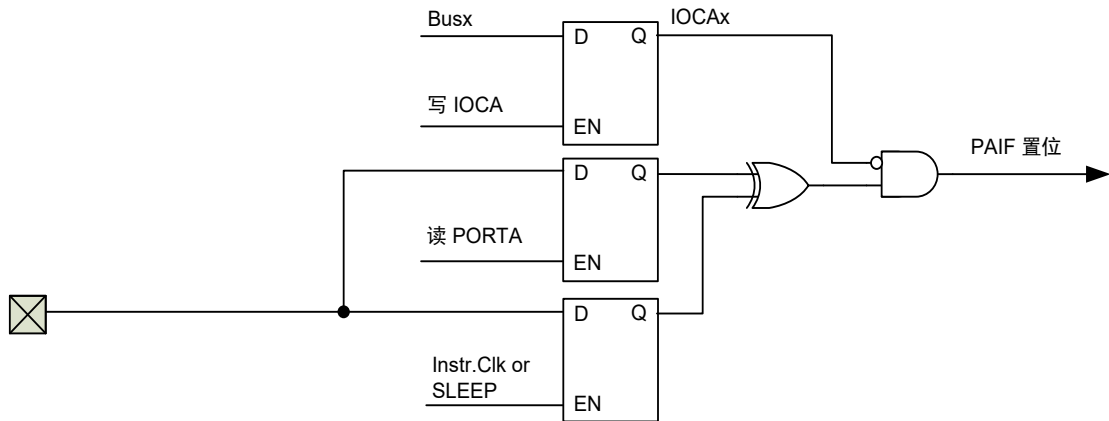 Busx
IOCAx
D Q
写 IOCA
EN
PAIF 置位
D Q
读 PORTA
EN
D Q
Instr.Clk or
SLEEP
EN